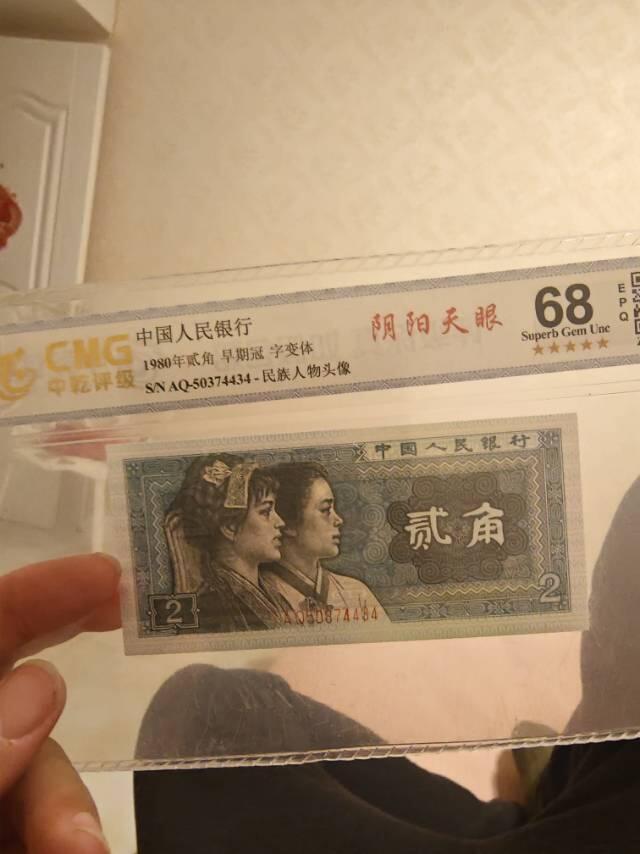 CMG
中乾评级
中国人民银行
1980年贰角 早期冠 字变体
S/N AQ-50374434 - 民族人物头像
阴阳天眼
68
Superb Gem Unc
★★★★★
EPQ
中国人民银行
贰角
2
2
AQ50374434